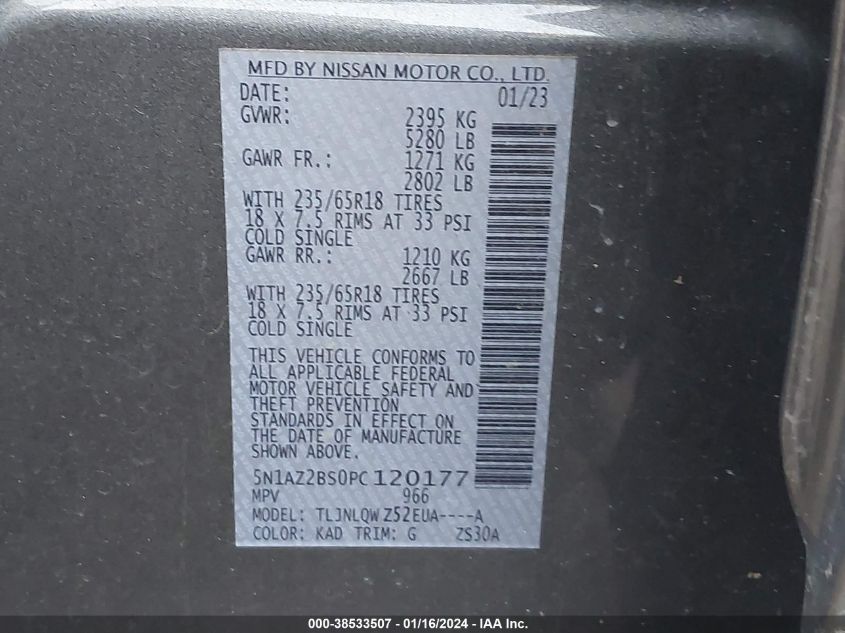 MFD BY NISSAN MOTOR CO., LTD.
DATE: 01/23
GVWR: 2395 KG
5280 LB
GAWR FR.: 1271 KG
2802 LB
WITH 235/65R18 TIRES
18 X 7.5 RIMS AT 33 PSI
COLD SINGLE
GAWR RR.: 1210 KG
2667 LB
WITH 235/65R18 TIRES
18 X 7.5 RIMS AT 33 PSI
COLD SINGLE
THIS VEHICLE CONFORMS TO
ALL APPLICABLE FEDERAL
MOTOR VEHICLE SAFETY AND
THEFT PREVENTION
STANDARDS IN EFFECT ON
THE DATE OF MANUFACTURE
SHOWN ABOVE.
5N1AZ2BS0PC120177
MPV 966
MODEL: TLJNLQWZ52EUA----A
COLOR: KAD TRIM: G ZS30A
000-38533507 - 01/16/2024 - IAA Inc.